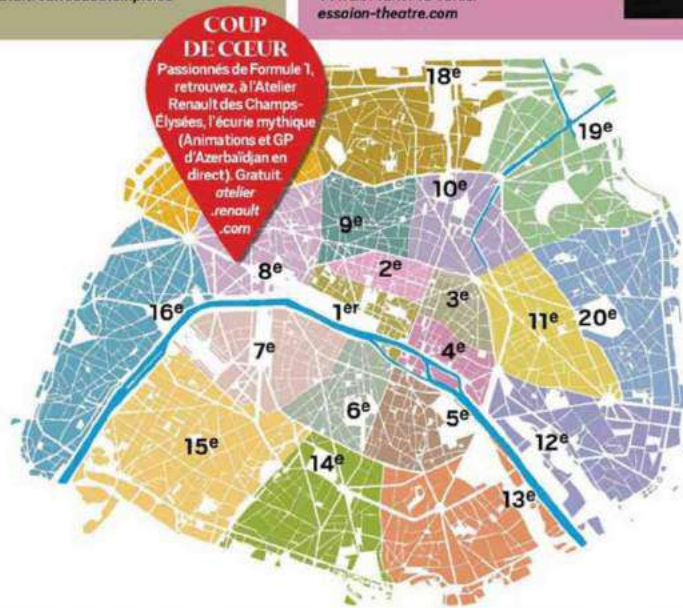 essaion-theatre.com
COUP
DE CŒUR
Passionnés de Formule 1,
retrouvez, à l'Atelier
Renault des Champs-
Élysées, l'écurie mythique
(Animations et GP
d'Azerbaïdjan en
direct). Gratuit.
atelier
.renault
.com
18e
19e
10e
9e
8e
2e
3e
1er
16e
11e
20e
7e
4e
6e
5e
15e
12e
14e
13e